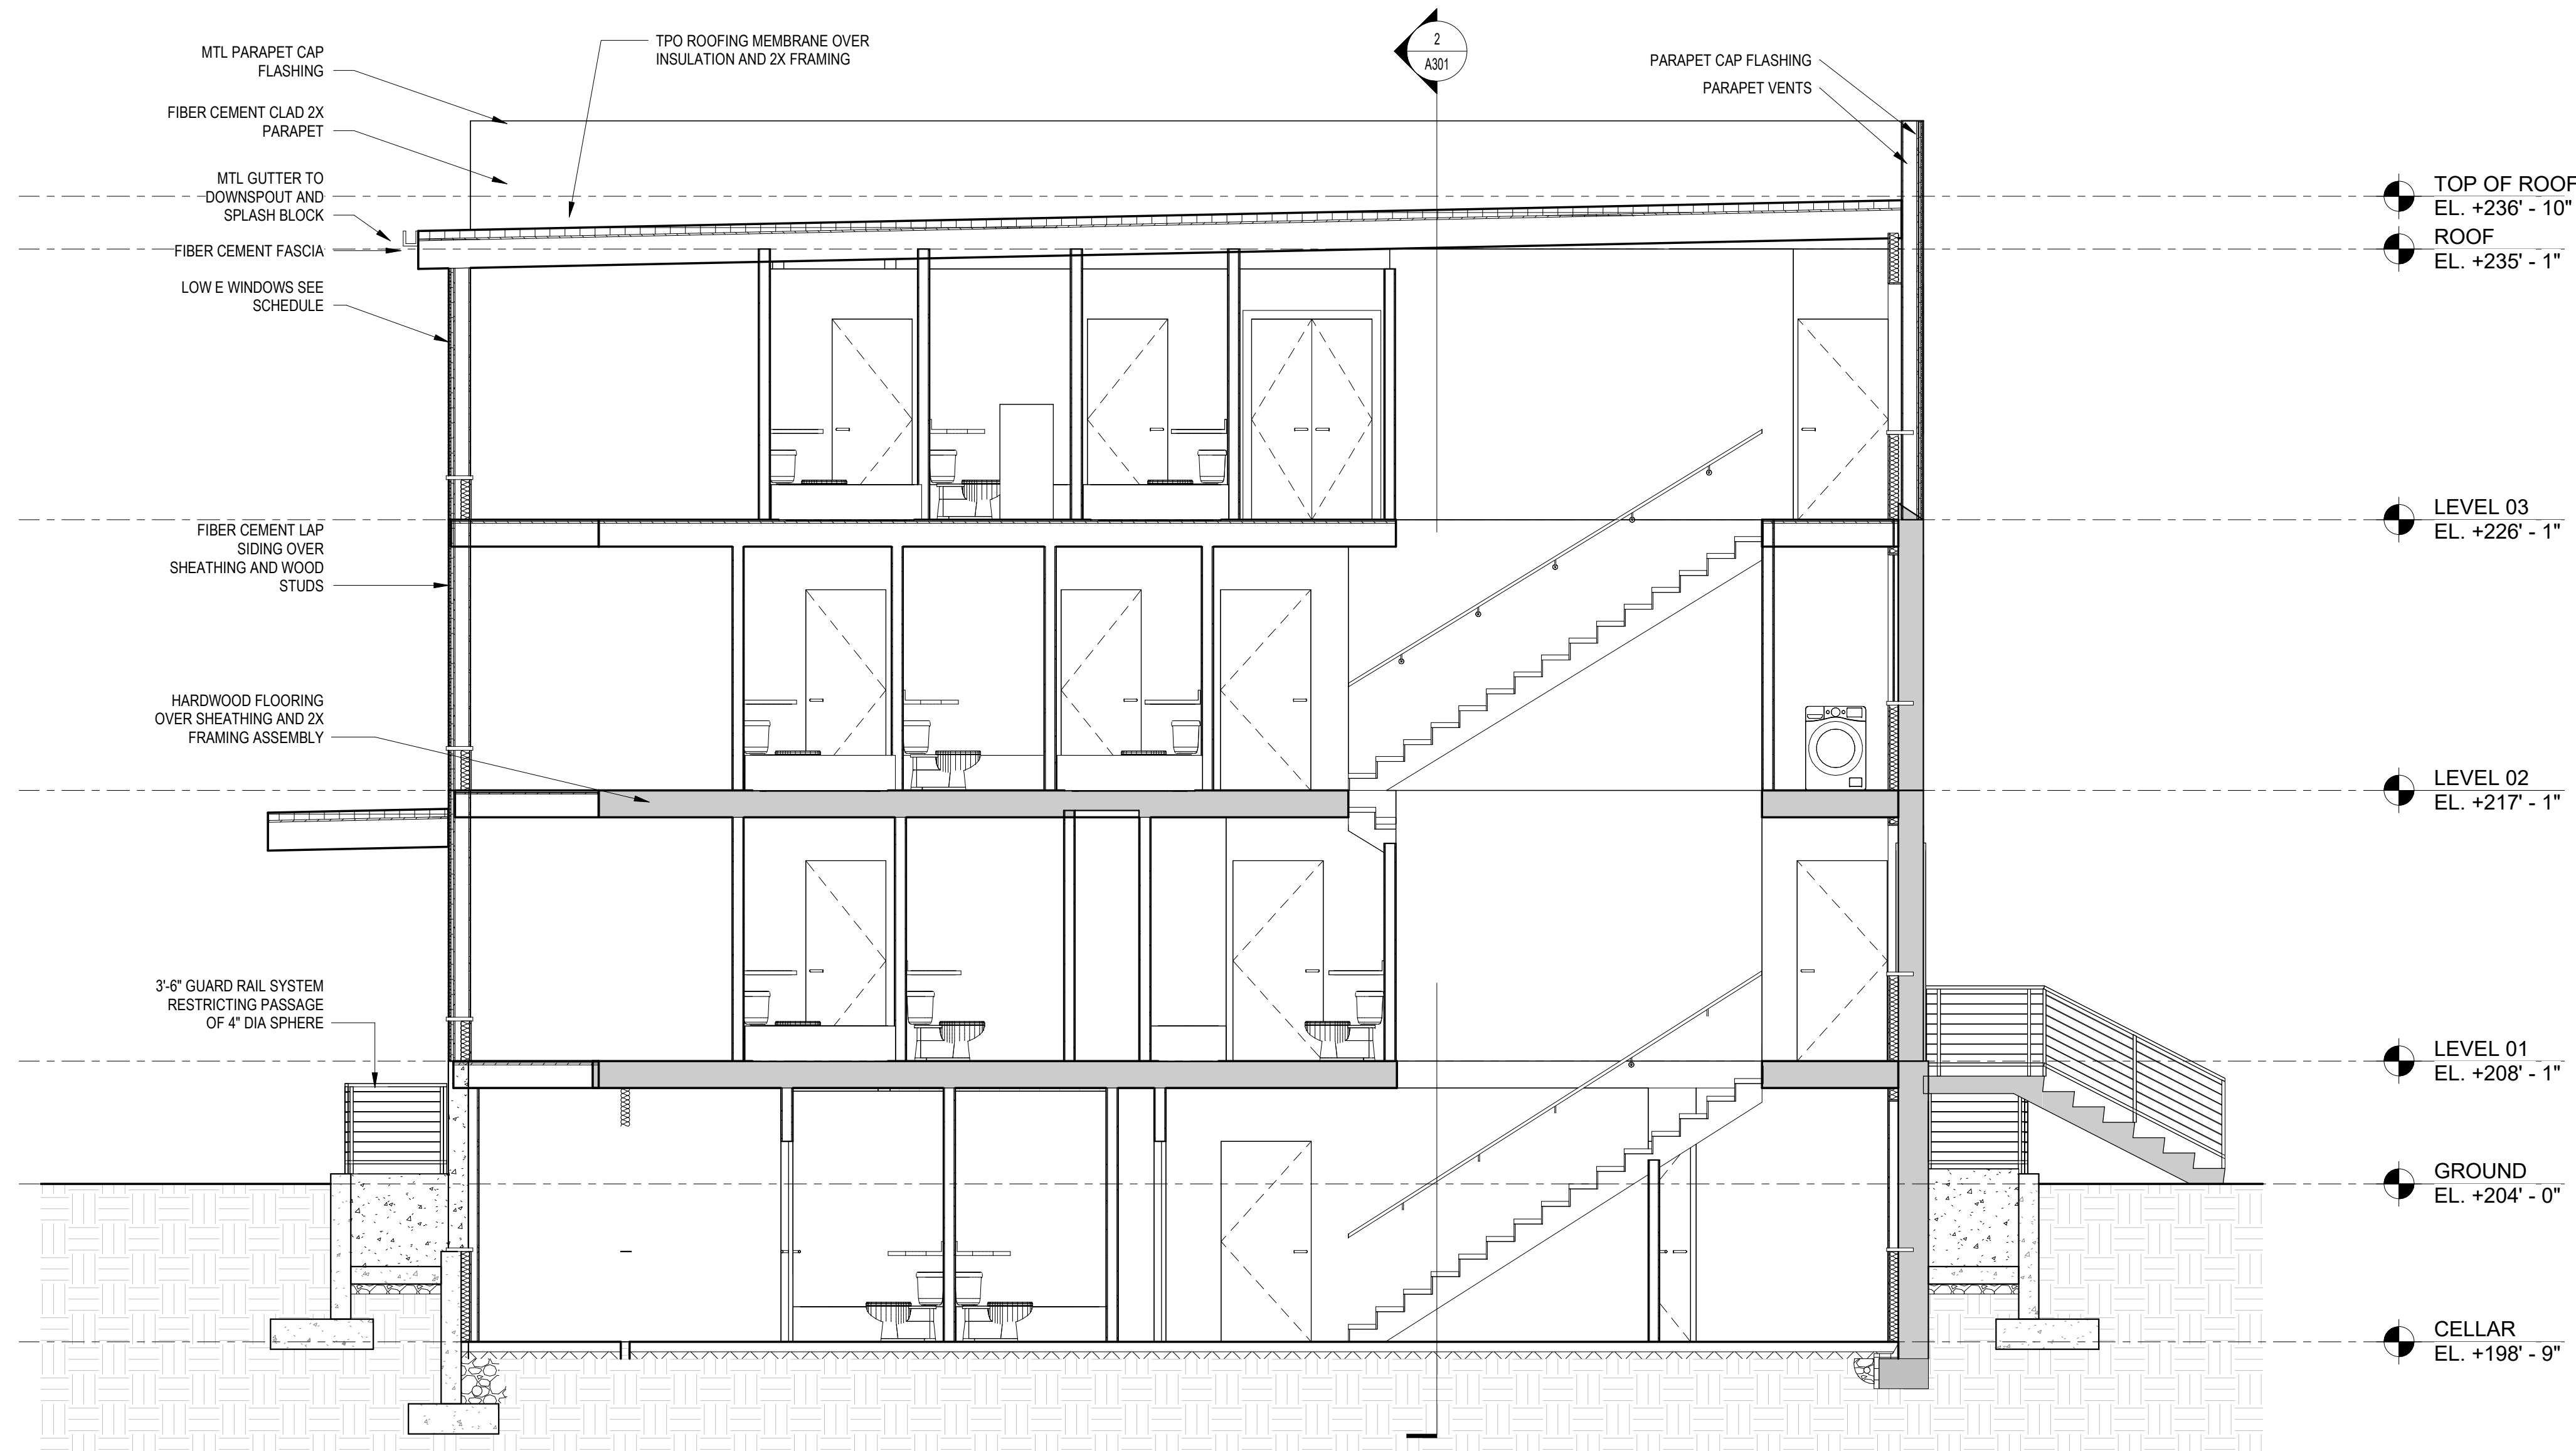 MTL PARAPET CAP
FLASHING
FIBER CEMENT CLAD 2X
PARAPET
MTL GUTTER TO
DOWNSPOUT AND
SPLASH BLOCK
FIBER CEMENT FASCIA
LOW E WINDOWS SEE
SCHEDULE
FIBER CEMENT LAP
SIDING OVER
SHEATHING AND WOOD
STUDS
HARDWOOD FLOORING
OVER SHEATHING AND 2X
FRAMING ASSEMBLY
3'-6" GUARD RAIL SYSTEM
RESTRICTING PASSAGE
OF 4" DIA SPHERE
TPO ROOFING MEMBRANE OVER
INSULATION AND 2X FRAMING
2
A301
PARAPET CAP FLASHING
PARAPET VENTS
TOP OF ROOF
EL. +236' - 10"
ROOF
EL. +235' - 1"
LEVEL 03
EL. +226' - 1"
LEVEL 02
EL. +217' - 1"
LEVEL 01
EL. +208' - 1"
GROUND
EL. +204' - 0"
CELLAR
EL. +198' - 9"